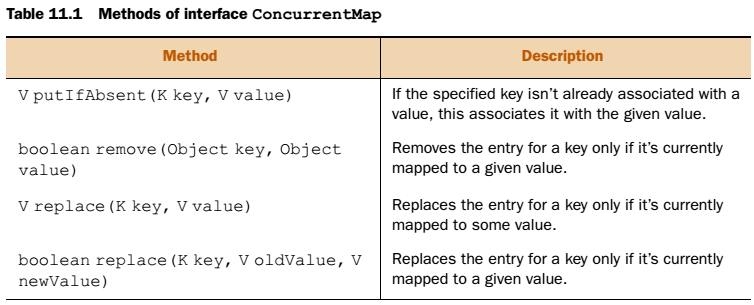 Table 11.1 Methods of interface ConcurrentMap
Method Description
V putIfAbsent(K key, V value)
If the specified key isn't already associated with a
value, this associates it with the given value.
boolean remove(Object key, Object
value)
Removes the entry for a key only if it's currently
mapped to a given value.
V replace(K key, V value)
Replaces the entry for a key only if it's currently
mapped to some value.
boolean replace(K key, V oldValue, V
newValue)
Replaces the entry for a key only if it's currently
mapped to a given value.